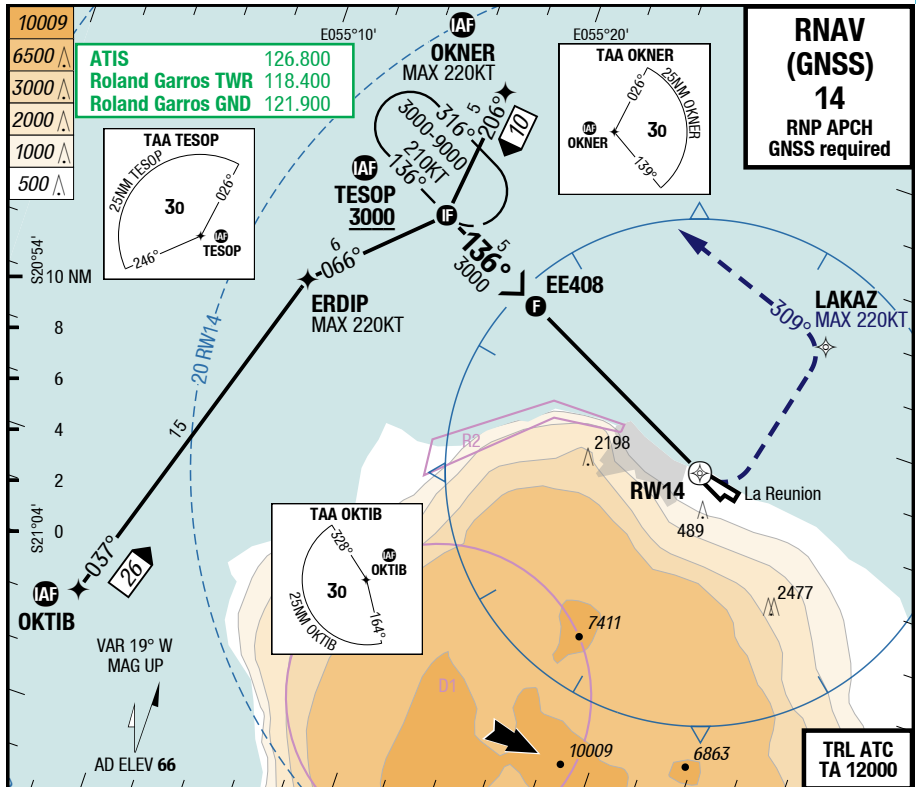 10009
6500
3000
2000
1000
500
ATIS 126.800
Roland Garros TWR 118.400
Roland Garros GND 121.900
E055°10'
E055°20'
RNAV
(GNSS)
14
RNP APCH
GNSS required
IAF
OKNER
MAX 220KT
5
206°
10
316°
3000-9000
210KT
136°
TAA OKNER
25NM OKNER
026°
IAF
OKNER
30
139°
TAA TESOP
25NM TESOP
026°
30
IAF
TESOP
246°
IAF
TESOP
3000
IF
6
066°
5
136°
3000
S20°54'
10 NM
8
6
4
2
0
S21°04'
ERDIP
MAX 220KT
F
EE408
LAKAZ
MAX 220KT
309°
20 RW14
15
R2
2198
RW14
La Reunion
489
037°
26
IAF
OKTIB
TAA OKTIB
328°
IAF
OKTIB
30
25NM OKTIB
164°
2477
7411
VAR 19° W
MAG UP
D1
AD ELEV 66
10009
6863
TRL ATC
TA 12000